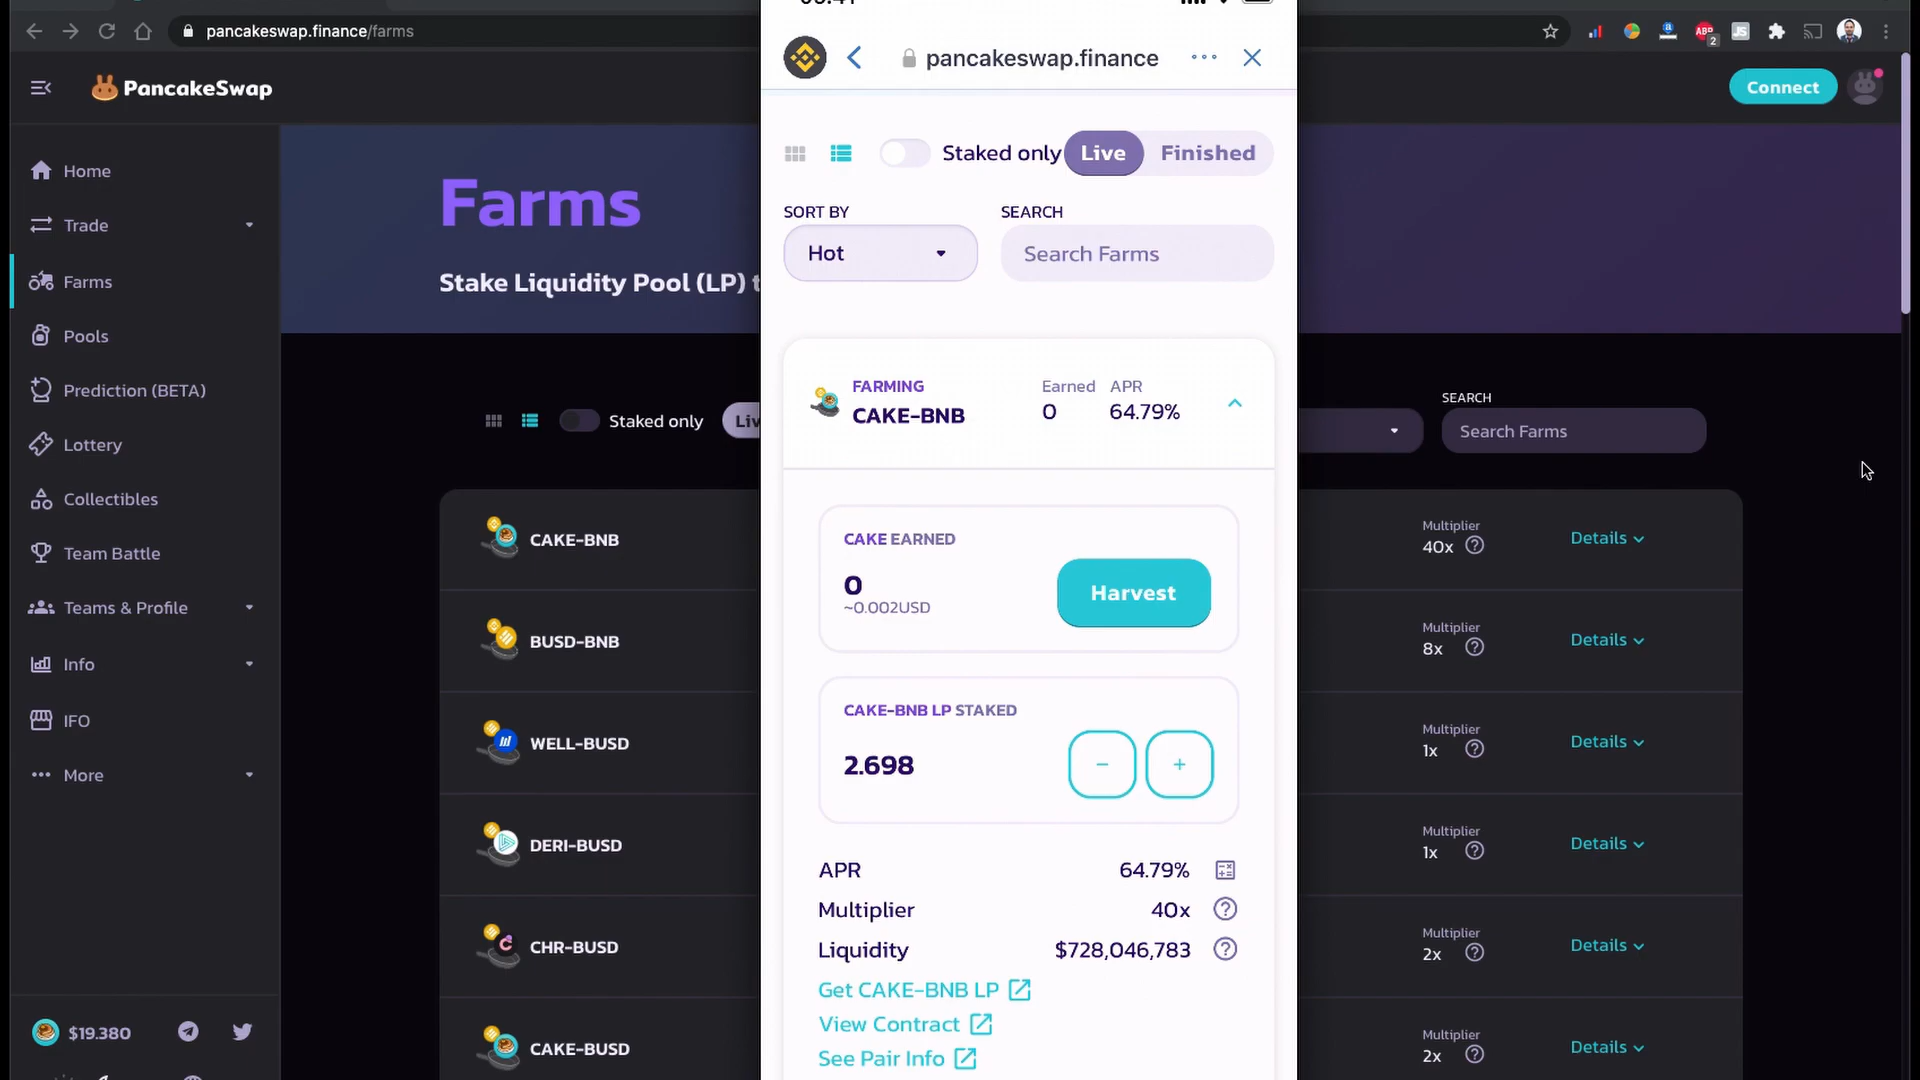 pancakeswap.finance/farms
PancakeSwap
Connect
Home
Trade
Farms
Pools
Prediction (BETA)
Lottery
Collectibles
Team Battle
Teams & Profile
Info
IFO
More
$19.380
Farms
Stake Liquidity Pool (LP) t
Staked only
Liv
SEARCH
Search Farms
CAKE-BNB
Multiplier
40x
Details
BUSD-BNB
Multiplier
8x
Details
WELL-BUSD
Multiplier
1x
Details
DERI-BUSD
Multiplier
1x
Details
CHR-BUSD
Multiplier
2x
Details
CAKE-BUSD
Multiplier
2x
Details
pancakeswap.finance
Staked only Live Finished
SORT BY
Hot
SEARCH
Search Farms
FARMING
CAKE-BNB
Earned
0
APR
64.79%
CAKE EARNED
0
~0.002USD
Harvest
CAKE-BNB LP STAKED
2.698
− +
APR 64.79%
Multiplier 40x
Liquidity $728,046,783
Get CAKE-BNB LP
View Contract
See Pair Info
ABP
2
JS